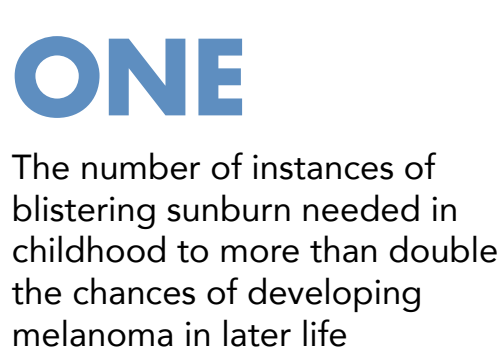 ONE
The number of instances of
blistering sunburn needed in
childhood to more than double
the chances of developing
melanoma in later life